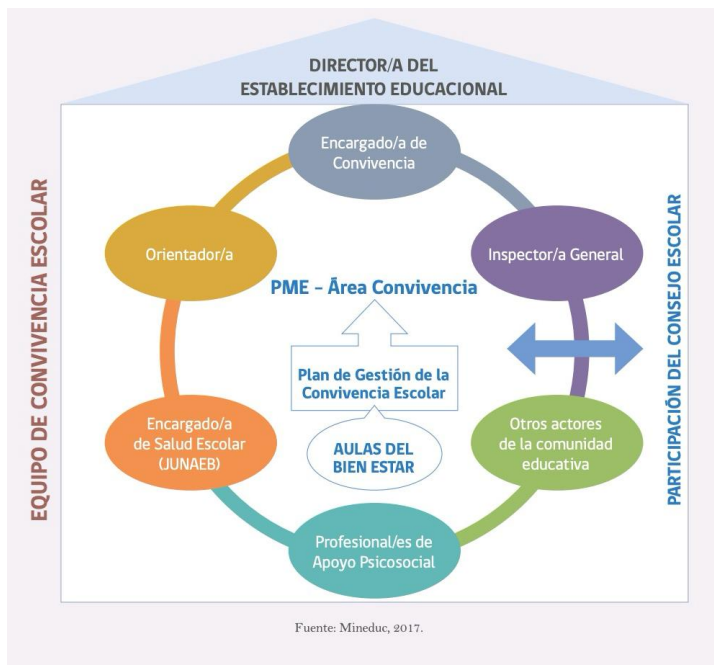 DIRECTOR/A DEL
ESTABLECIMIENTO EDUCACIONAL
EQUIPO DE CONVIVENCIA ESCOLAR
Encargado/a de
Convivencia
Orientador/a
Inspector/a General
PME – Área Convivencia
Plan de Gestión de la
Convivencia Escolar
AULAS DEL
BIEN ESTAR
Encargado/a
de Salud Escolar
(JUNAEB)
Otros actores
de la comunidad
educativa
Profesional/es de
Apoyo Psicosocial
PARTICIPACIÓN DEL CONSEJO ESCOLAR
Fuente: Mineduc, 2017.